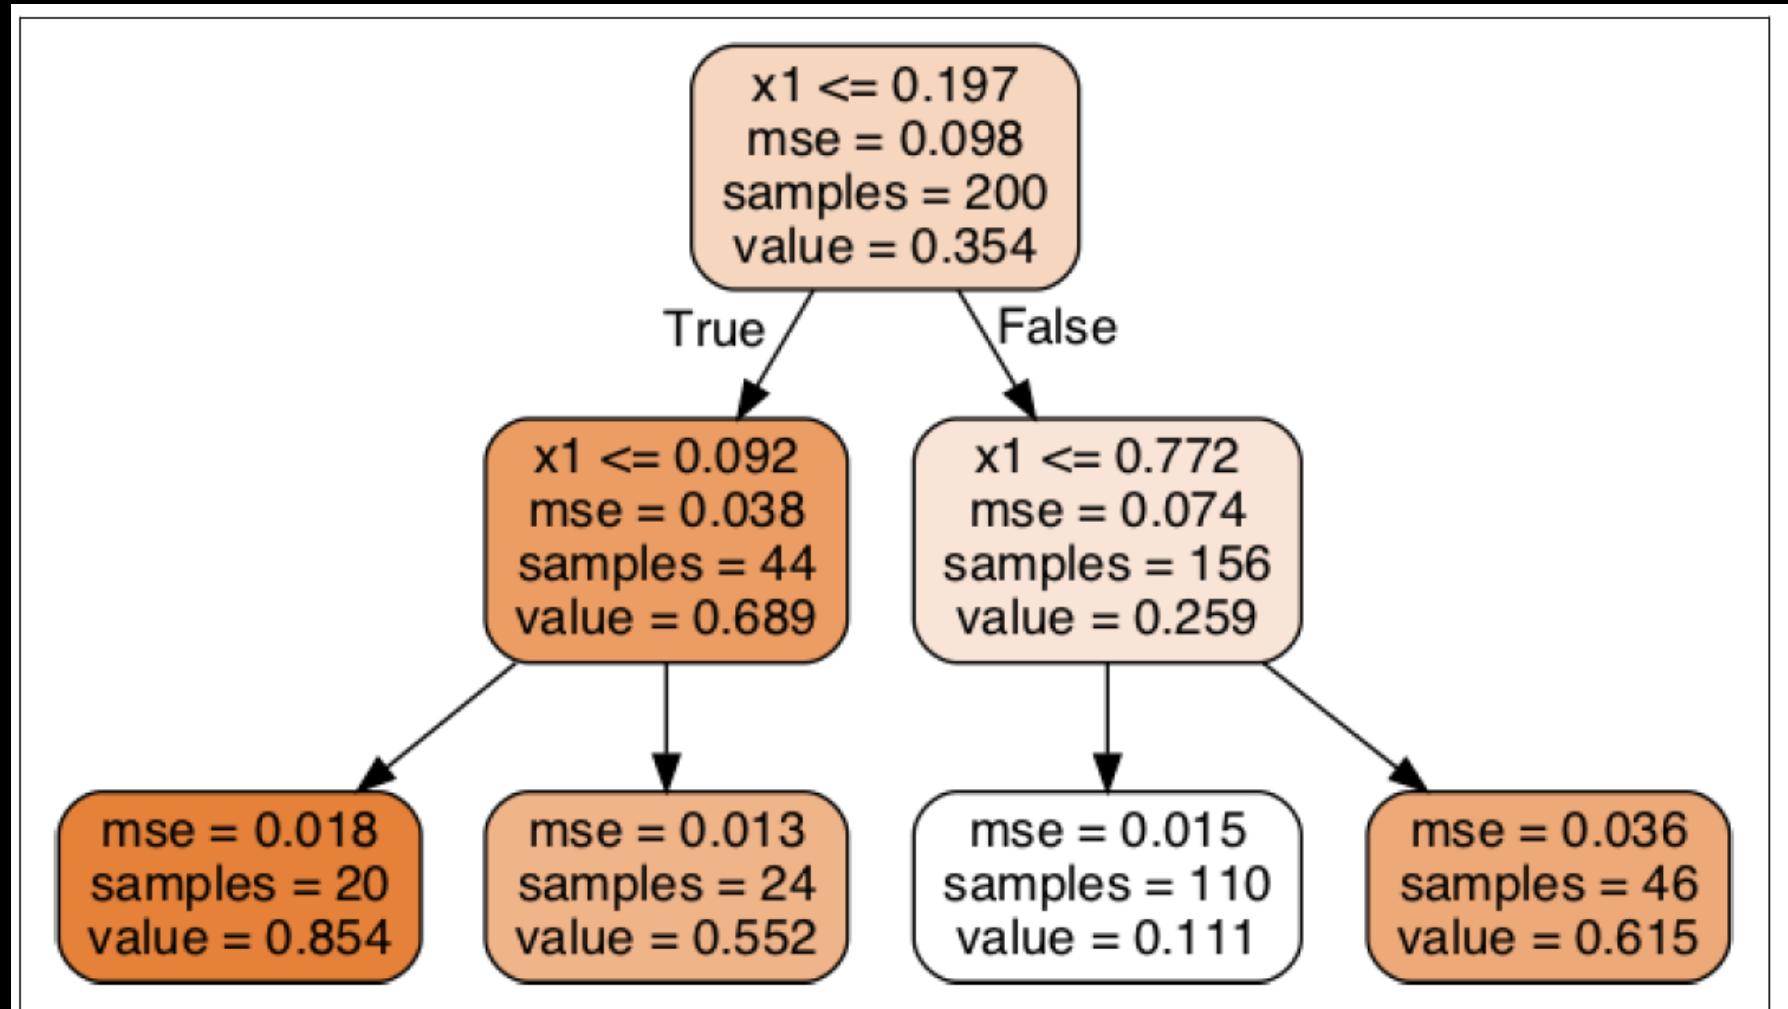 x1 <= 0.197
mse = 0.098
samples = 200
value = 0.354
True
False
x1 <= 0.092
mse = 0.038
samples = 44
value = 0.689
x1 <= 0.772
mse = 0.074
samples = 156
value = 0.259
mse = 0.018
samples = 20
value = 0.854
mse = 0.013
samples = 24
value = 0.552
mse = 0.015
samples = 110
value = 0.111
mse = 0.036
samples = 46
value = 0.615